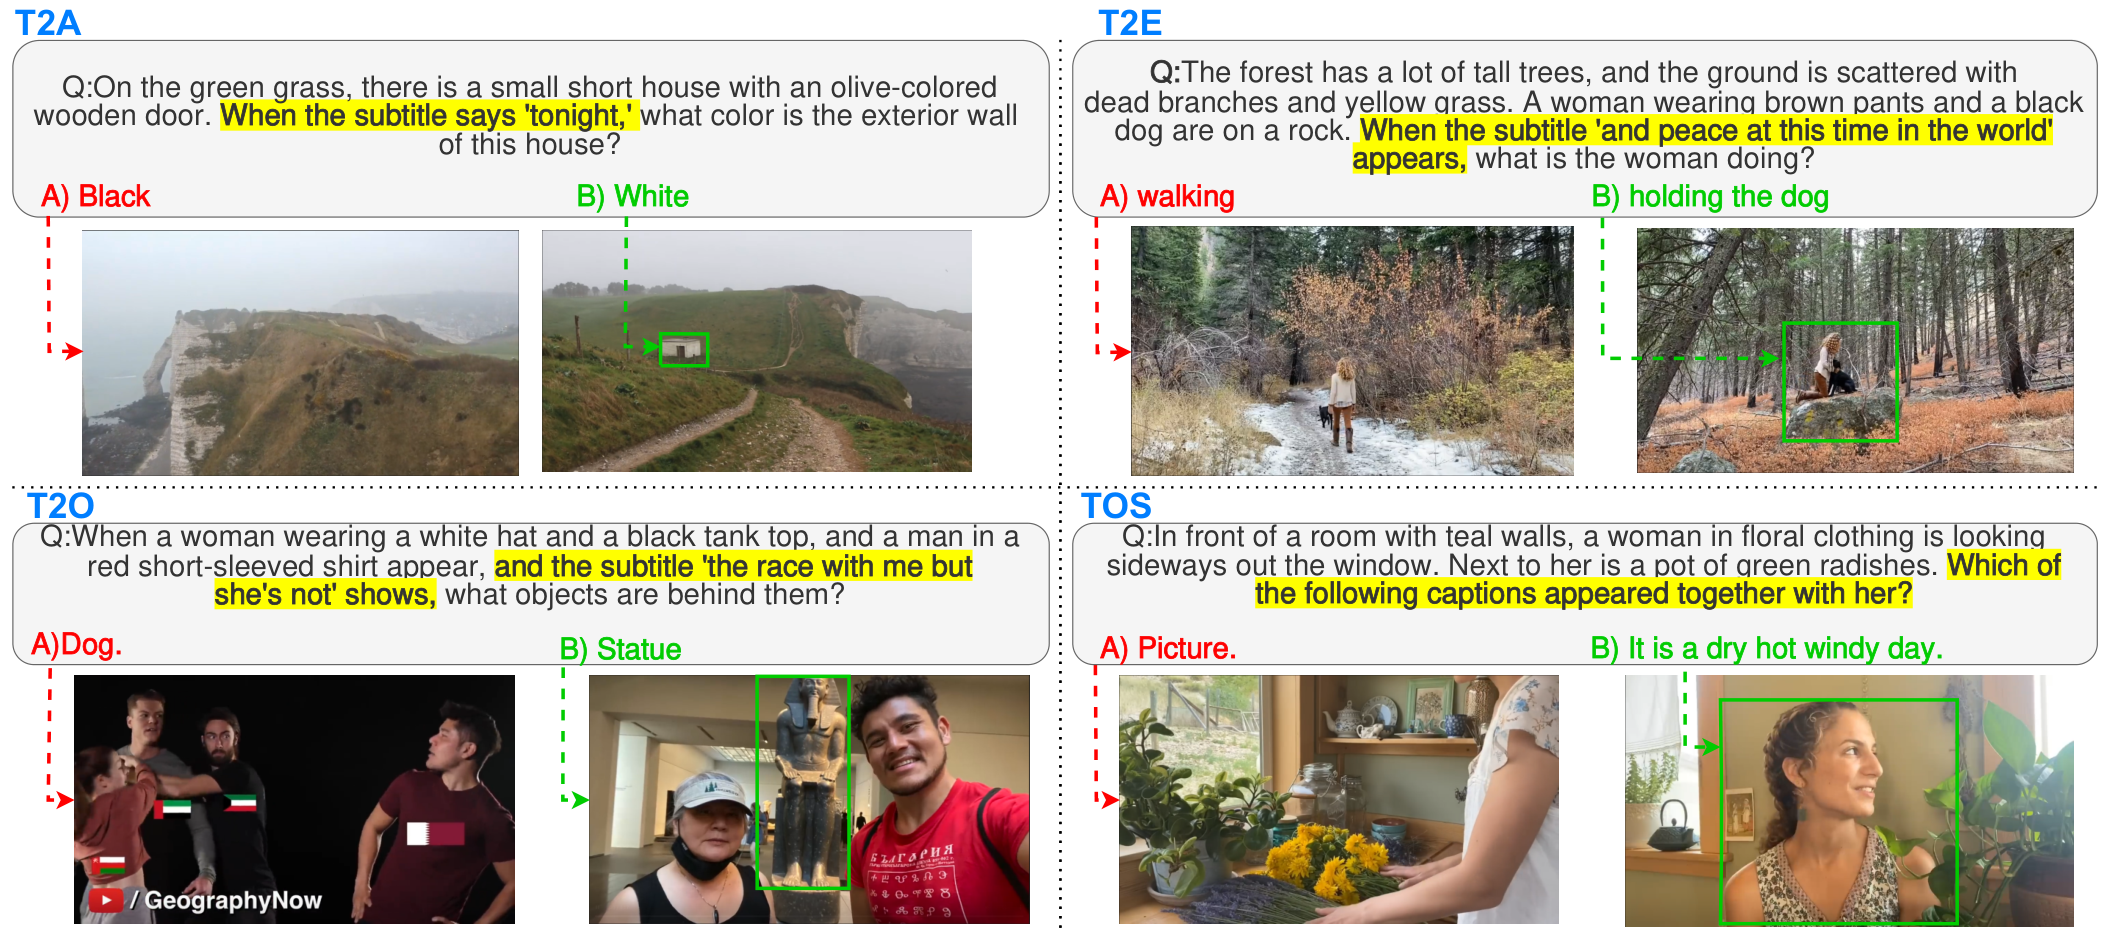 T2A
Q:On the green grass, there is a small short house with an olive-colored
wooden door. When the subtitle says 'tonight,' what color is the exterior wall
of this house?
A) Black
B) White
T2E
Q:The forest has a lot of tall trees, and the ground is scattered with
dead branches and yellow grass. A woman wearing brown pants and a black
dog are on a rock. When the subtitle 'and peace at this time in the world'
appears, what is the woman doing?
A) walking
B) holding the dog
T2O
Q:When a woman wearing a white hat and a black tank top, and a man in a
red short-sleeved shirt appear, and the subtitle 'the race with me but
she's not' shows, what objects are behind them?
A)Dog.
B) Statue
/ GeographyNow
БЪЛГАРИЯ
TOS
Q:In front of a room with teal walls, a woman in floral clothing is looking
sideways out the window. Next to her is a pot of green radishes. Which of
the following captions appeared together with her?
A) Picture.
B) It is a dry hot windy day.